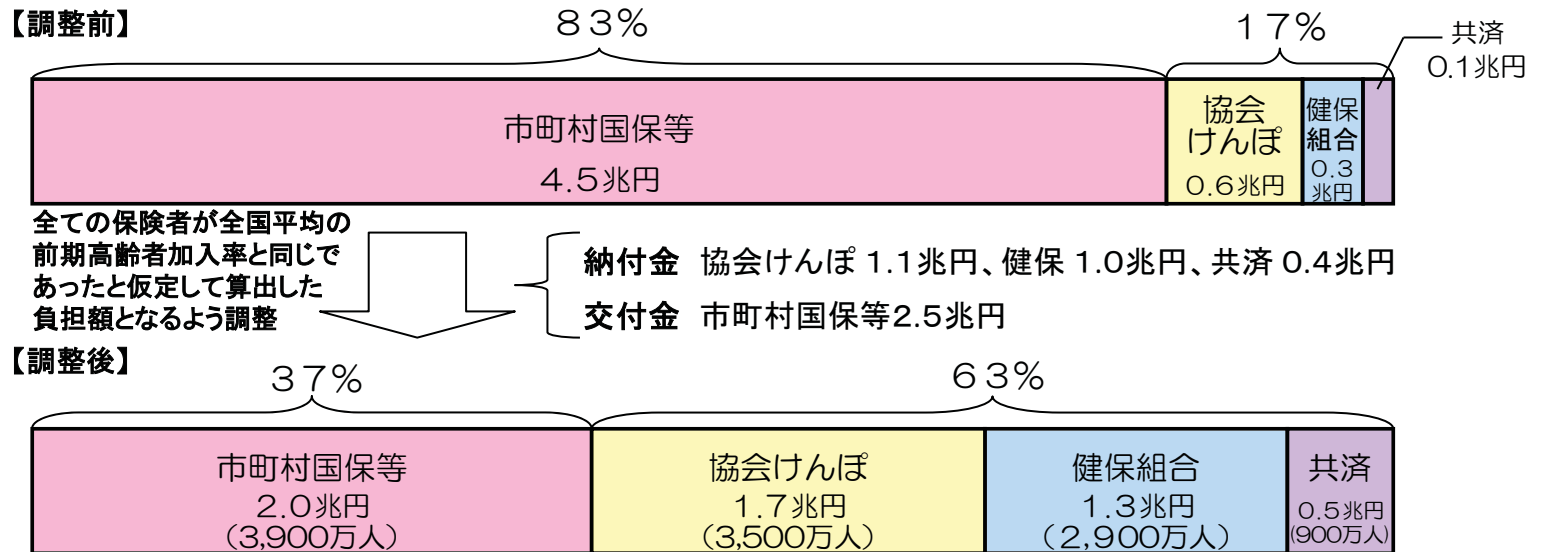 【調整前】
８３%
１７%
共済
０.１兆円
市町村国保等
４.５兆円
協会
けんぽ
０.６兆円
健保
組合
０.３
兆円
全ての保険者が全国平均の
前期高齢者加入率と同じで
あったと仮定して算出した
負担額となるよう調整
納付金 協会けんぽ 1.1兆円、健保 1.0兆円、共済 0.4兆円
交付金 市町村国保等2.5兆円
【調整後】
３７%
６３%
市町村国保等
２.０兆円
（3,900万人）
協会けんぽ
１.７兆円
（3,500万人）
健保組合
１.３兆円
（２,９００万人）
共済
０.５兆円
(900万人)